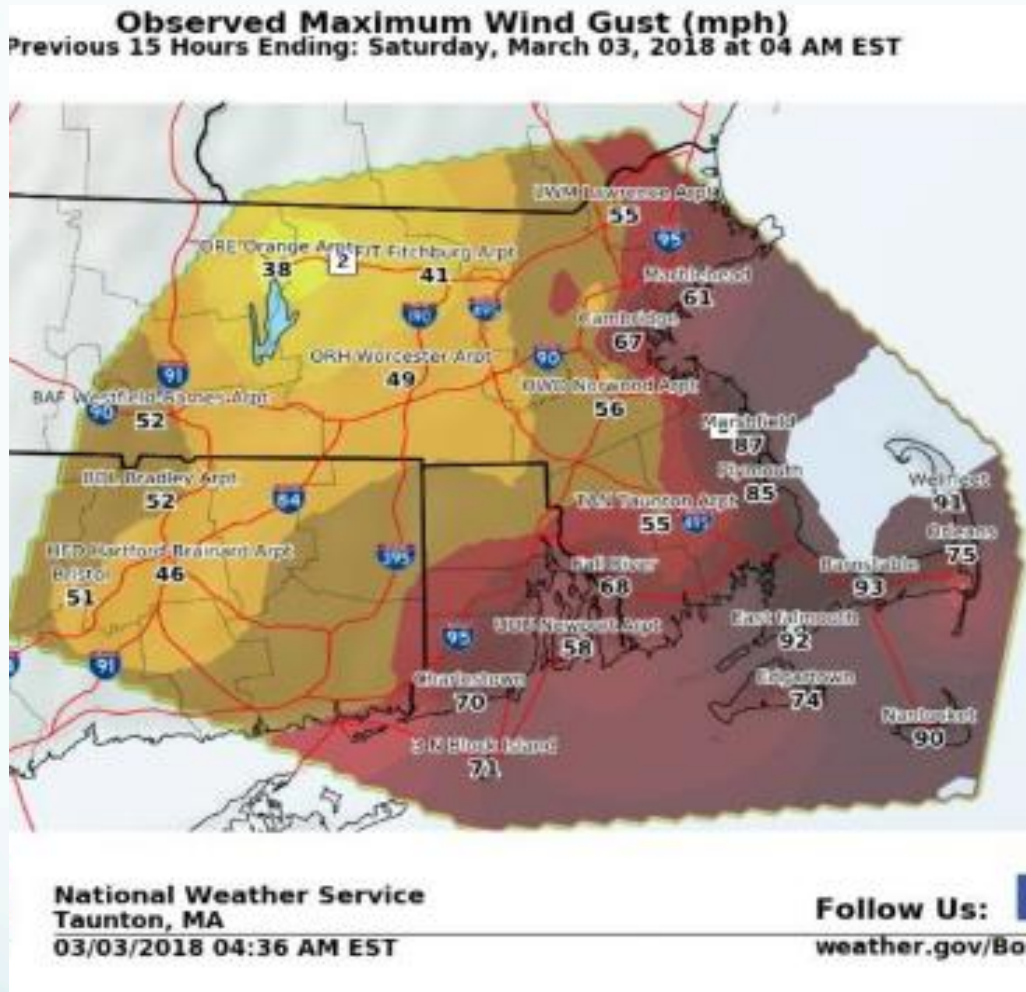 Observed Maximum Wind Gust (mph)
Previous 15 Hours Ending: Saturday, March 03, 2018 at 04 AM EST
LWM Lawrence Arpt
55
95
ORE Orange Arpt
38
2
FIT Fitchburg Arpt
41
Marblehead
61
190
495
Cambridge
67
ORH Worcester Arpt
49
90
91
BAF Westfield-Barnes Arpt
52
90
OWD Norwood Arpt
56
Marshfield
87
Plymouth
85
BDL Bradley Arpt
52
84
Wellfleet
91
TAN Taunton Arpt
55
495
Orleans
75
HFD Hartford Brainard Arpt
46
395
Bristol
51
Fall River
68
Barnstable
93
East Falmouth
92
95
UUU Newport Arpt
58
91
Charlestown
70
Edgartown
74
Nantucket
90
3 N Block Island
71
National Weather Service
Taunton, MA
03/03/2018 04:36 AM EST
Follow Us:
weather.gov/Bo